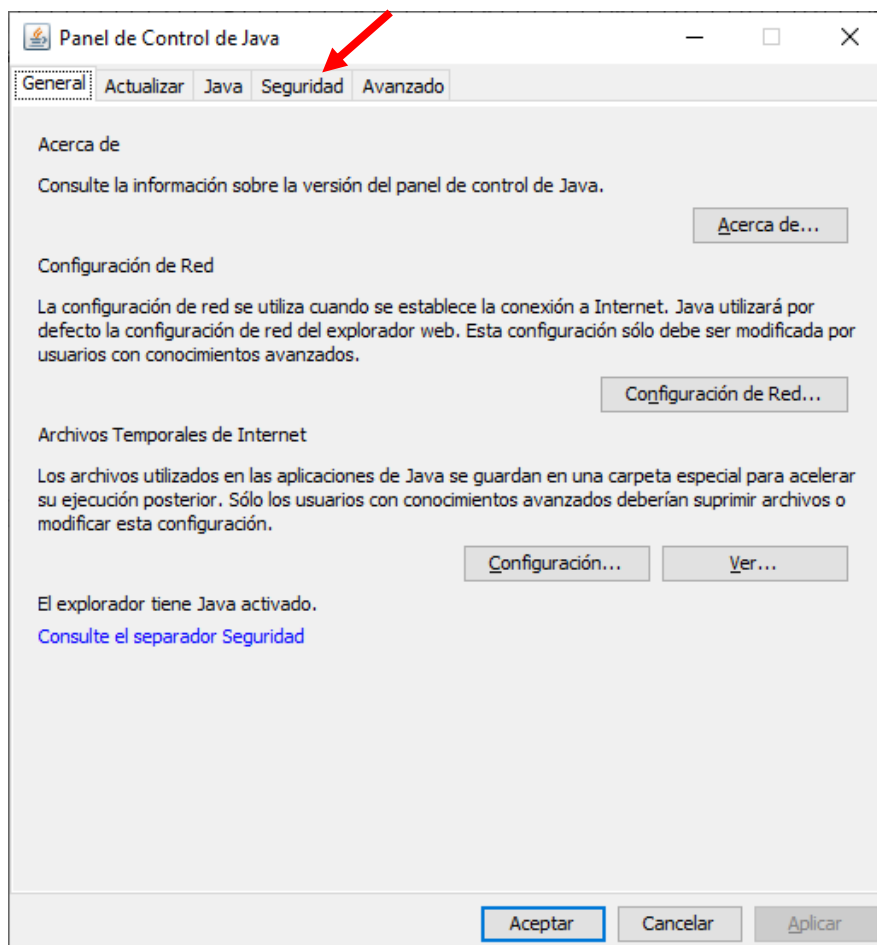 Panel de Control de Java
General Actualizar Java Seguridad Avanzado
Acerca de
Consulte la información sobre la versión del panel de control de Java.
Acerca de...
Configuración de Red
La configuración de red se utiliza cuando se establece la conexión a Internet. Java utilizará por
defecto la configuración de red del explorador web. Esta configuración sólo debe ser modificada por
usuarios con conocimientos avanzados.
Configuración de Red...
Archivos Temporales de Internet
Los archivos utilizados en las aplicaciones de Java se guardan en una carpeta especial para acelerar
su ejecución posterior. Sólo los usuarios con conocimientos avanzados deberían suprimir archivos o
modificar esta configuración.
Configuración... Ver...
El explorador tiene Java activado.
Consulte el separador Seguridad
Aceptar Cancelar Aplicar